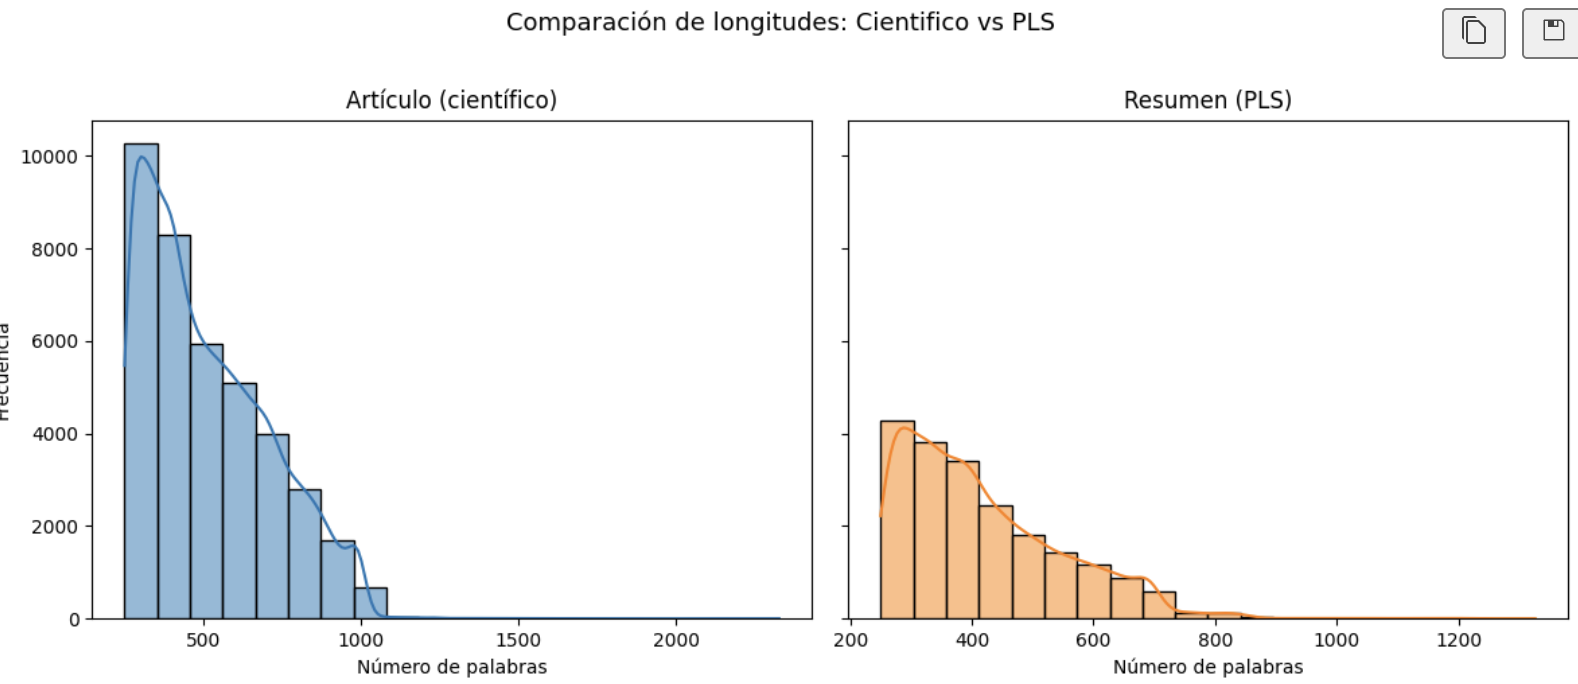 Comparación de longitudes: Cientifico vs PLS
Artículo (científico)
10000
8000
6000
4000
2000
0
Frecuencia
500
1000
1500
2000
Número de palabras
Resumen (PLS)
200
400
600
800
1000
1200
Número de palabras